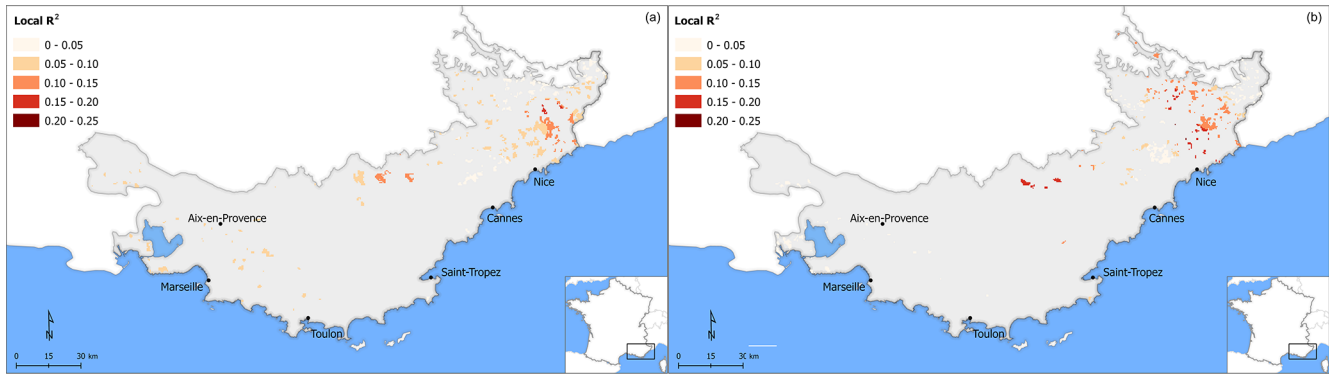 Local R²
0 - 0.05
0.05 - 0.10
0.10 - 0.15
0.15 - 0.20
0.20 - 0.25
(a)
Nice
Cannes
Aix-en-Provence
Saint-Tropez
Marseille
Toulon
N
0 15 30 km
Local R²
0 - 0.05
0.05 - 0.10
0.10 - 0.15
0.15 - 0.20
0.20 - 0.25
(b)
Nice
Cannes
Aix-en-Provence
Saint-Tropez
Marseille
Toulon
N
0 15 30 km